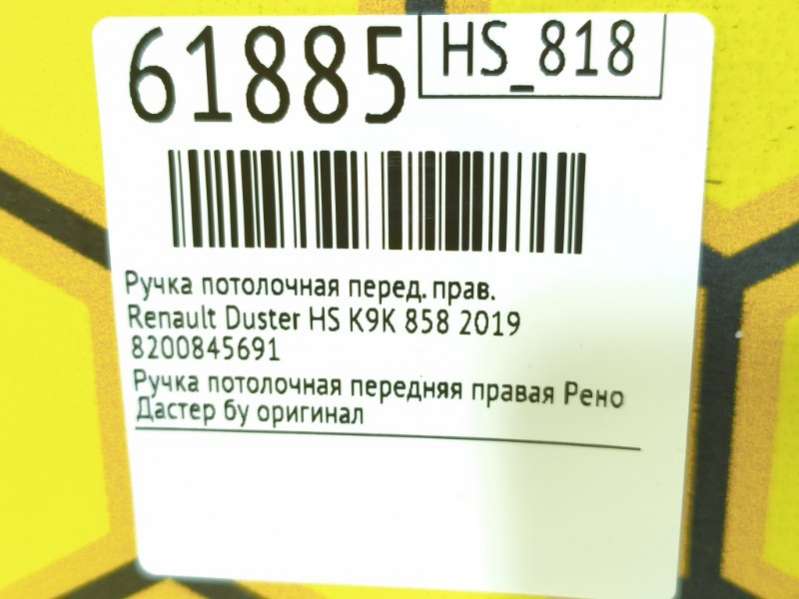 61885
HS_818
Ручка потолочная перед. прав.
Renault Duster HS K9K 858 2019
8200845691
Ручка потолочная передняя правая Рено
Дастер бу оригинал